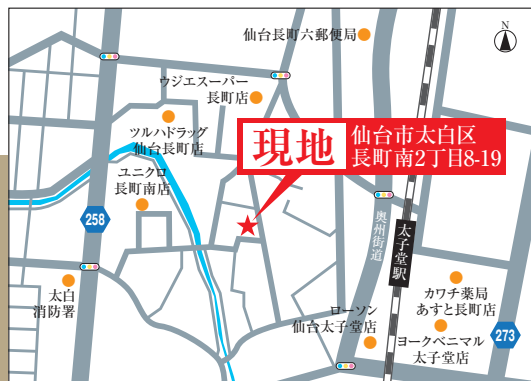 仙台長町六郵便局
N
ウジエスーパー
長町店
ツルハドラッグ
仙台長町店
現地
仙台市太白区
長町南2丁目8-19
ユニクロ
長町南店
258
奥州街道
太子堂駅
太白
消防署
カワチ薬局
あすと長町店
ローソン
仙台太子堂店
ヨークベニマル
太子堂店
273